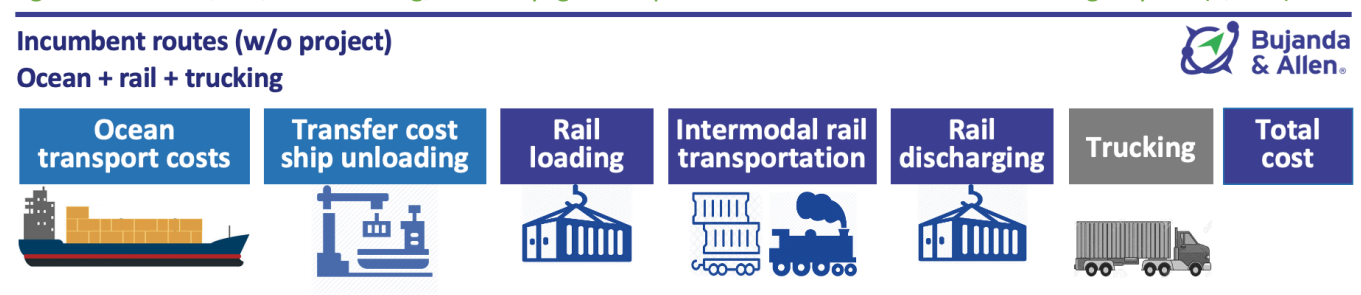 Incumbent routes (w/o project)
Ocean + rail + trucking
Bujanda
& Allen®
Ocean
transport costs
Transfer cost
ship unloading
Rail
loading
Intermodal rail
transportation
Rail
discharging
Trucking
Total
cost